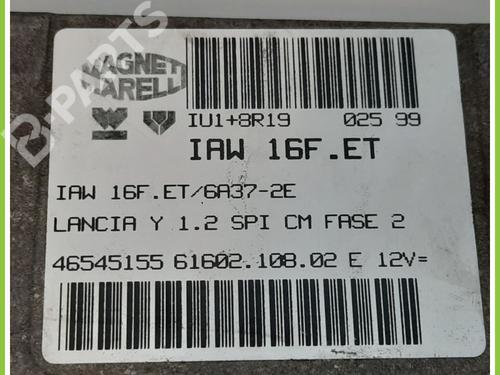 B-PARTS
MAGNETI
MARELLI
IU1+8R19 025 99
IAW 16F.ET
IAW 16F.ET/6A37-2E
LANCIA Y 1.2 SPI CM FASE 2
46545155 61602.108.02 E 12V=